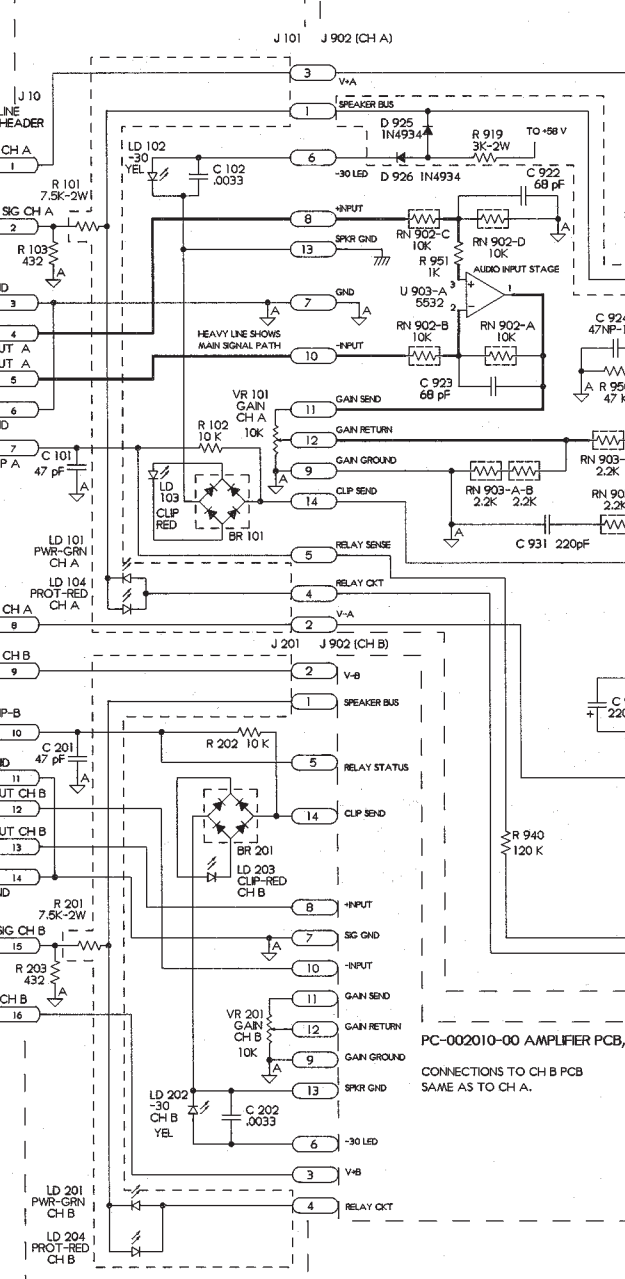 J 101 J 902 (CH A)
3
V+A
J 10
LINE
HEADER
1
SPEAKER BUS
D 925
1N4934
R 919
3K-2W
TO +58 V
CH A
1
LD 102
-30
YEL
C 102
.0033
6
-30 LED
D 926 1N4934
C 922
68 pF
A
R 101
7.5K-2W
SIG CH A
2
R 103
432
A
8
+INPUT
RN 902-C
10K
RN 902-D
10K
13
SPKR GND
R 951
1K
AUDIO INPUT STAGE
3
+
1
U 903-A
5532
2
-
3
A
7
GND
A
4
HEAVY LINE SHOWS
MAIN SIGNAL PATH
RN 902-B
10K
RN 902-A
10K
UT A
5
10
-INPUT
C 923
68 pF
A
47 K
6
VR 101
GAIN
CH A
10K
11
GAIN SEND
7
P A
C 101
47 pF
A
R 102
10 K
12
GAIN RETURN
2.2K
9
GAIN GROUND
A
RN 903-A-B
2.2K 2.2K
LD
103
CLIP
RED
BR 101
14
CLIP SEND
A
C 931 220pF
LD 101
PWR-GRN
CH A
5
RELAY SENSE
LD 104
PROT-RED
CH A
4
RELAY CKT
CH A
8
2
V-A
J 201 J 902 (CH B)
CH B
9
2
V-B
1
SPEAKER BUS
P-B
10
C 201
47 pF
A
R 202 10 K
5
RELAY STATUS
11
UT CH B
12
14
CLIP SEND
UT CH B
13
BR 201
R 940
120 K
14
LD 203
CLIP-RED
CH B
R 201
7.5K-2W
8
+INPUT
SIG CH B
15
7
SIG GND
A
R 203
432
A
10
-INPUT
11
GAIN SEND
CH B
16
VR 201
GAIN
CH B
10K
12
GAIN RETURN
9
GAIN GROUND
A
PC-002010-00 AMPLIFIER PCB,
CONNECTIONS TO CH B PCB
SAME AS TO CH A.
LD 202
-30
CH B
YEL
C 202
.0033
13
SPKR GND
6
-30 LED
3
V+B
LD 201
PWR-GRN
CH B
4
RELAY CKT
LD 204
PROT-RED
CH B